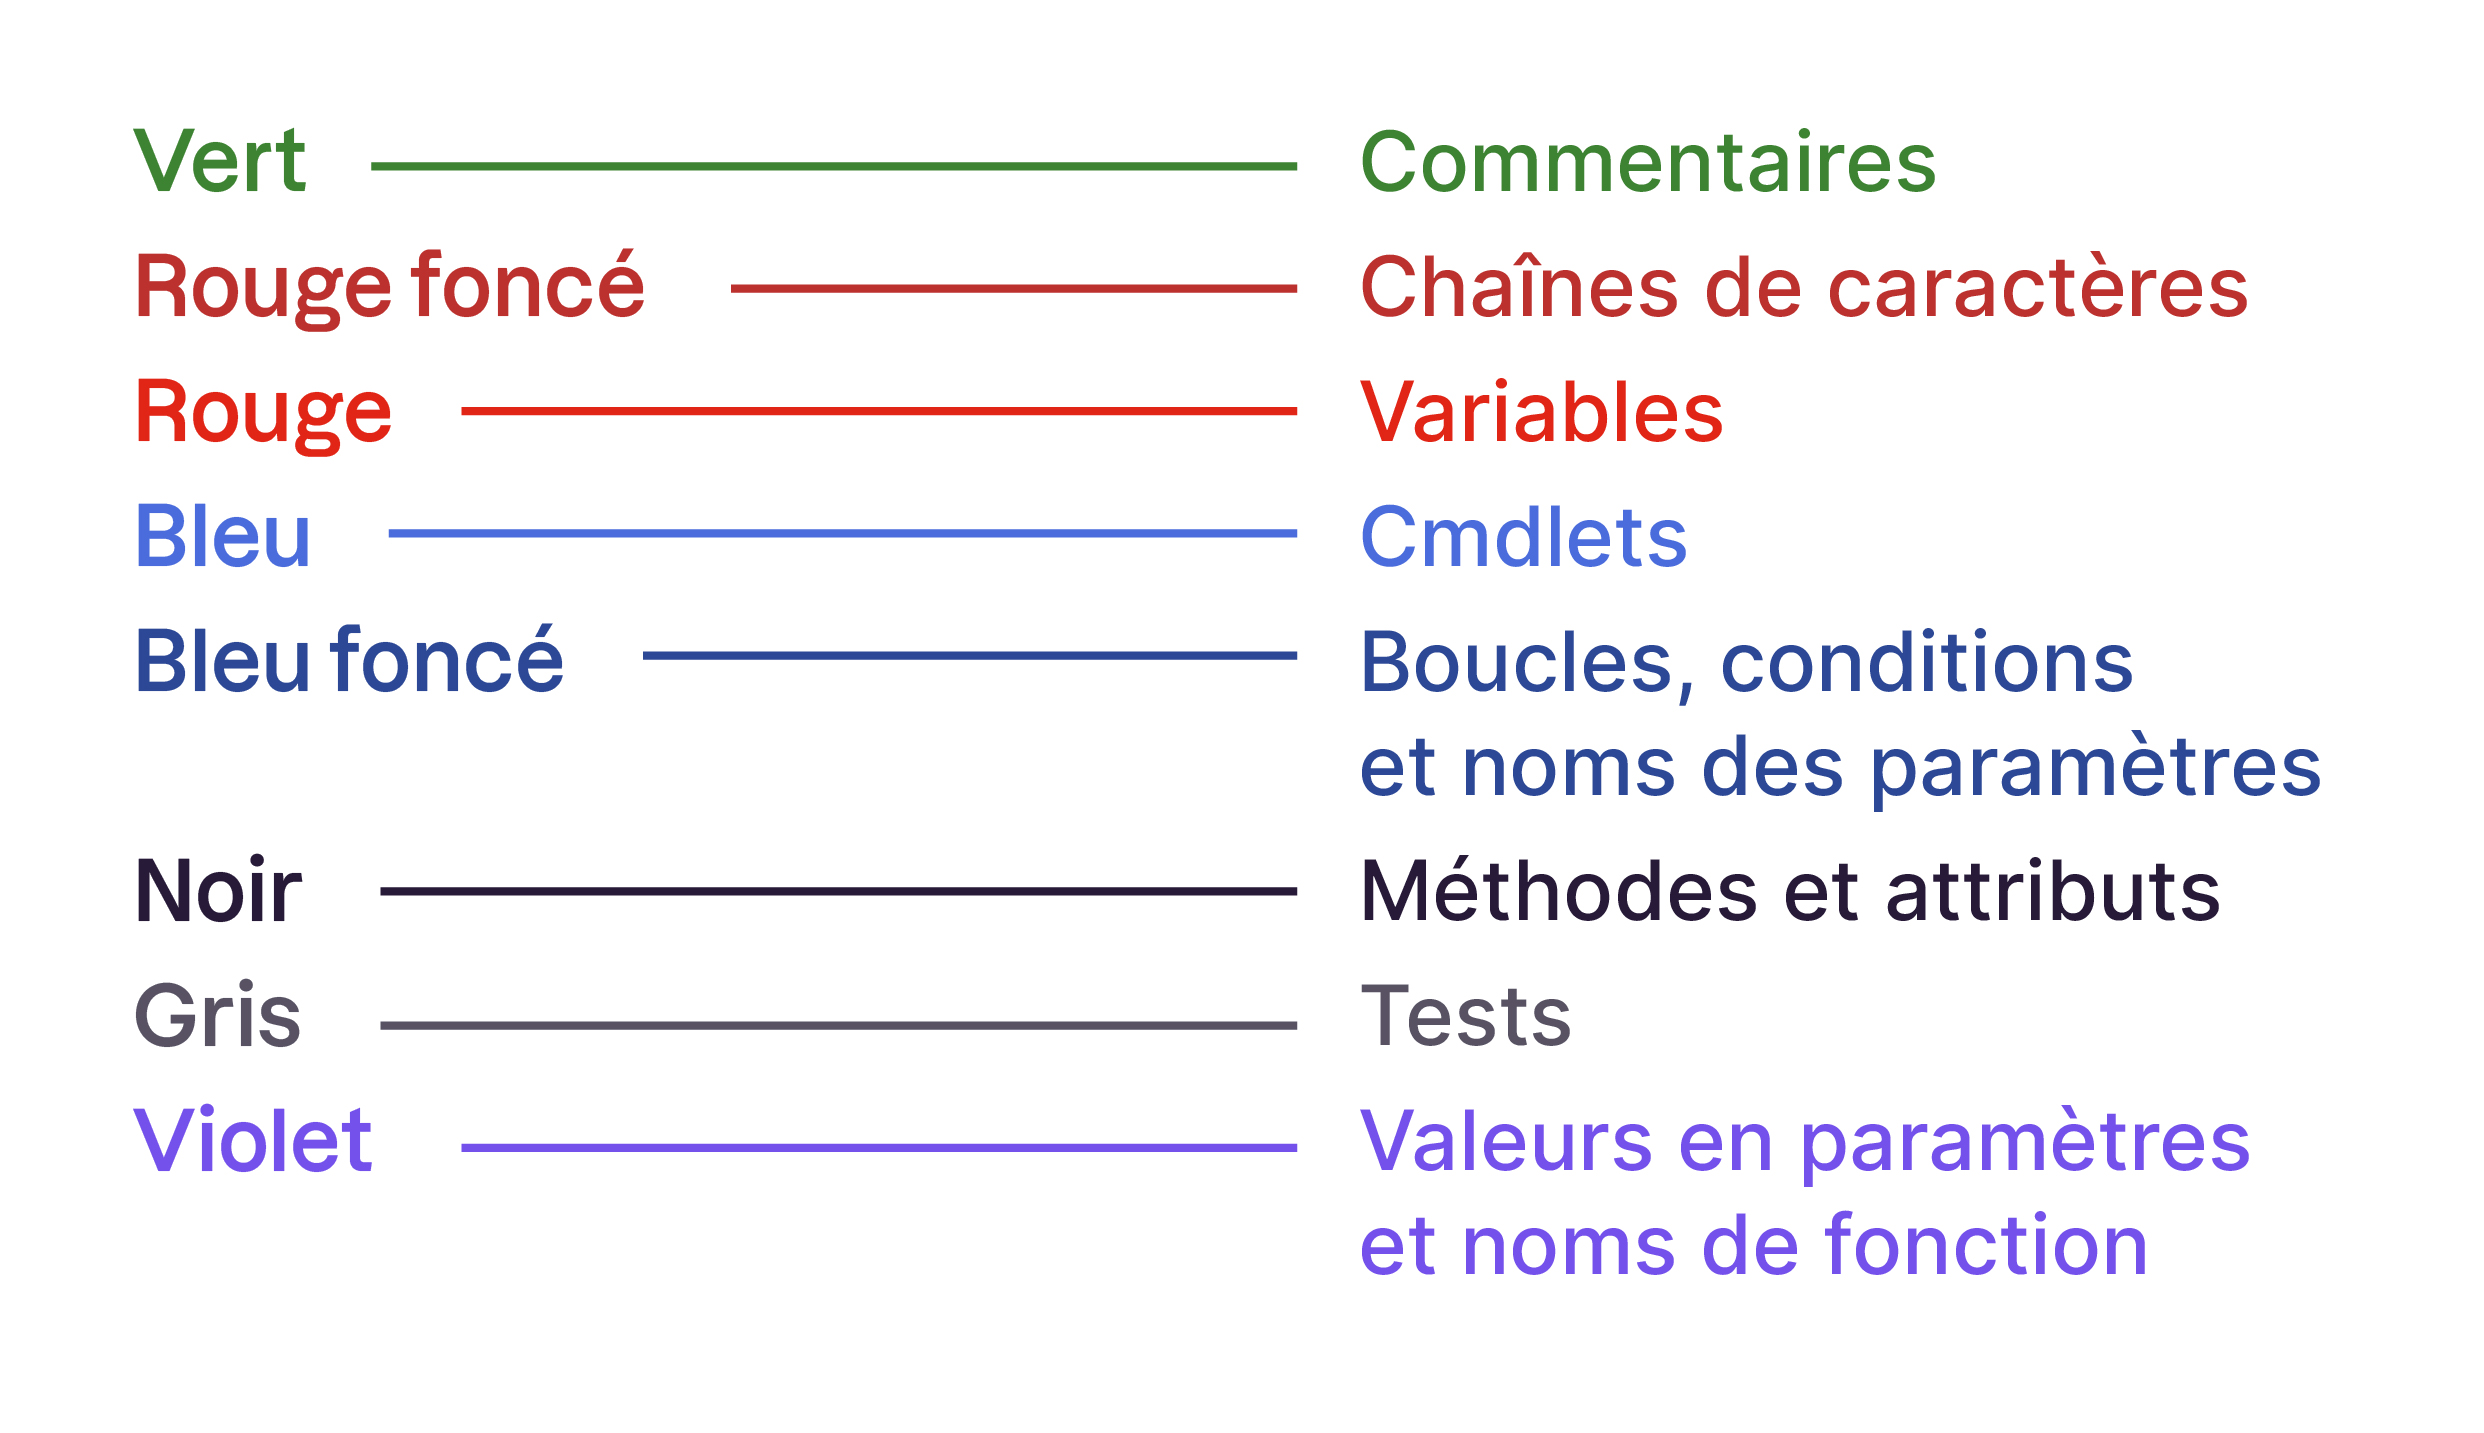 Vert Commentaires
Rouge foncé Chaînes de caractères
Rouge Variables
Bleu Cmdlets
Bleu foncé Boucles, conditions
et noms des paramètres
Noir Méthodes et attributs
Gris Tests
Violet Valeurs en paramètres
et noms de fonction